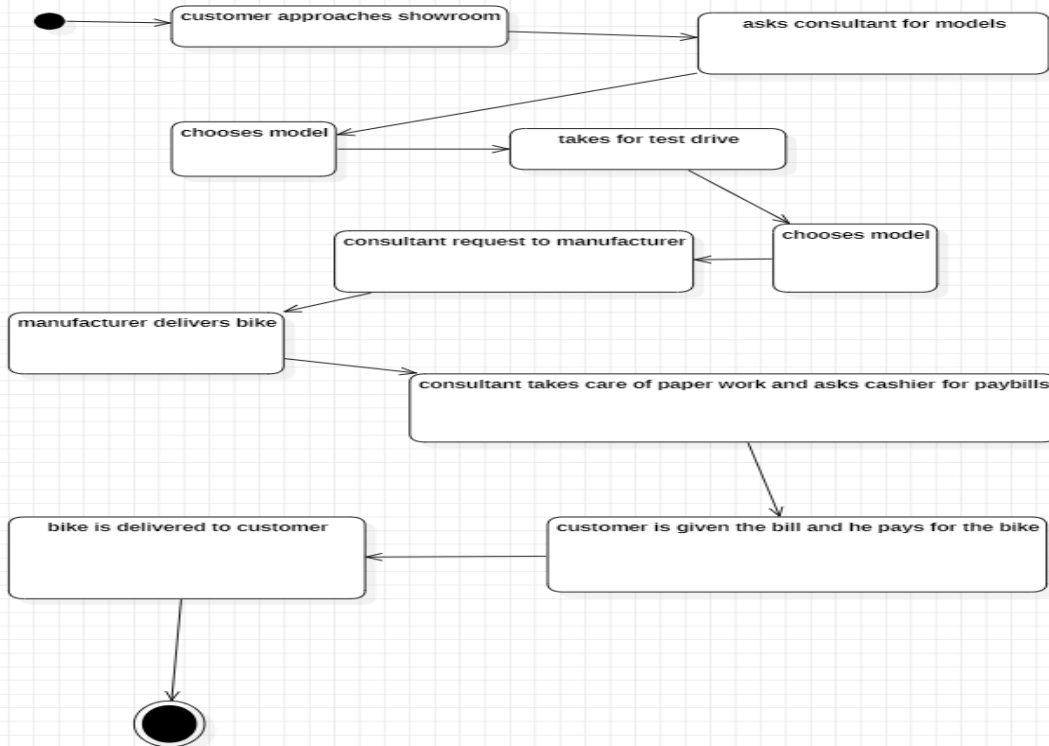 customer approaches showroom
asks consultant for models
chooses model
takes for test drive
chooses model
consultant request to manufacturer
manufacturer delivers bike
consultant takes care of paper work and asks cashier for paybills
customer is given the bill and he pays for the bike
bike is delivered to customer